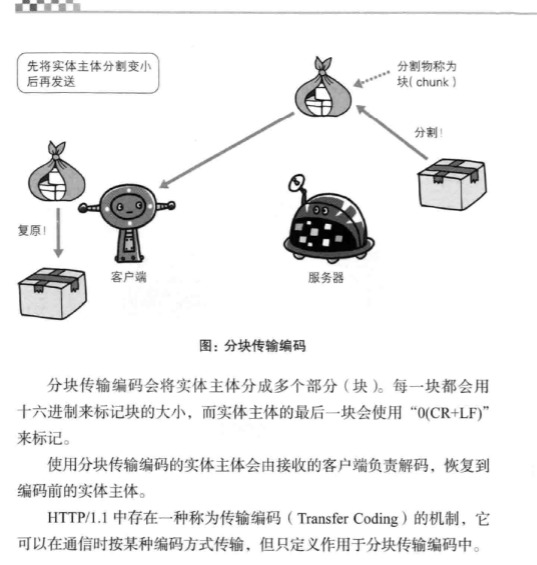 先将实体主体分割变小
后再发送
分割物称为
块(chunk)
分割!
复原!
客户端
服务器
图:分块传输编码
分块传输编码会将实体主体分成多个部分(块)。每一块都会用
十六进制来标记块的大小,而实体主体的最后一块会使用“0(CR+LF)”
来标记。
使用分块传输编码的实体主体会由接收的客户端负责解码,恢复到
编码前的实体主体。
HTTP/1.1 中存在一种称为传输编码(Transfer Coding)的机制,它
可以在通信时按某种编码方式传输,但只定义作用于分块传输编码中。